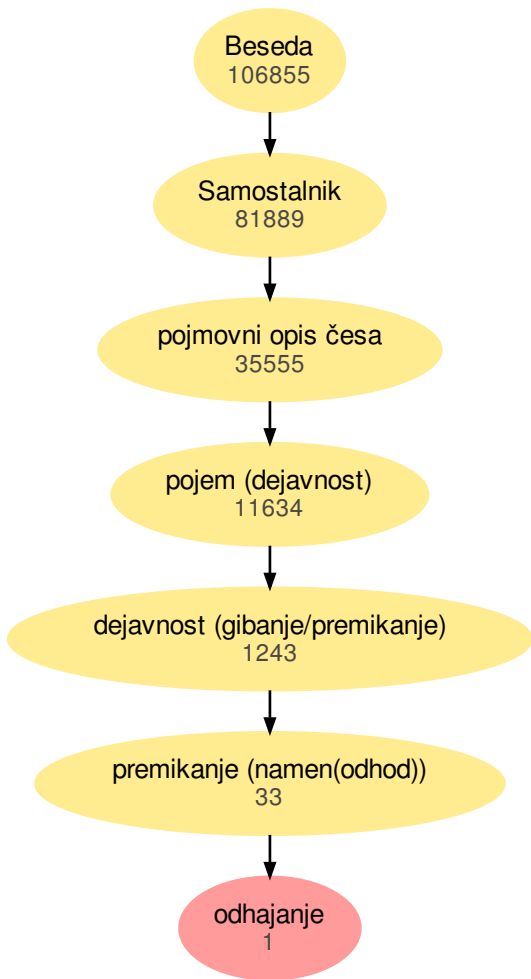 Beseda
106855
Samostalnik
81889
pojmovni opis česa
35555
pojem (dejavnost)
11634
dejavnost (gibanje/premikanje)
1243
premikanje (namen(odhod))
33
odhajanje
1